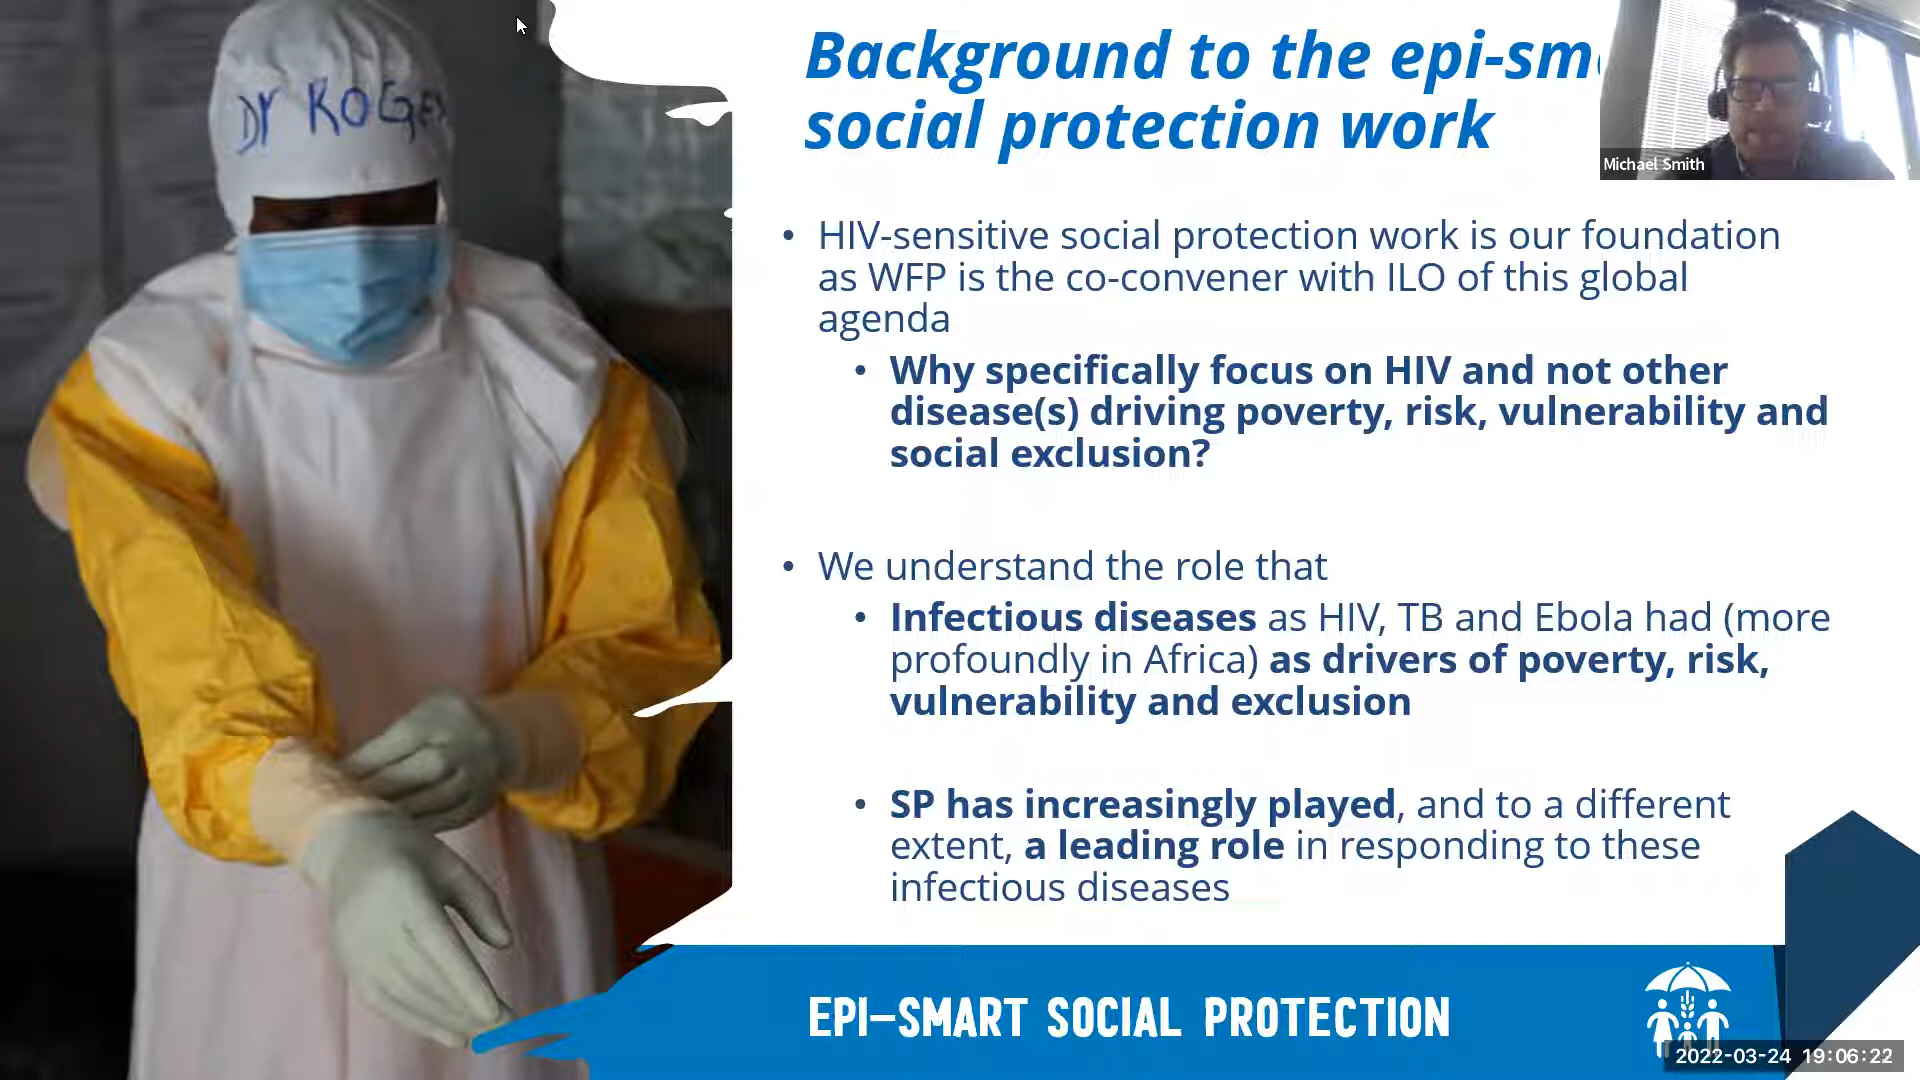 DY ROGER
Background to the epi-sm
social protection work
Michael Smith
• HIV-sensitive social protection work is our foundation
as WFP is the co-convener with ILO of this global
agenda
• Why specifically focus on HIV and not other
disease(s) driving poverty, risk, vulnerability and
social exclusion?
• We understand the role that
• Infectious diseases as HIV, TB and Ebola had (more
profoundly in Africa) as drivers of poverty, risk,
vulnerability and exclusion
• SP has increasingly played, and to a different
extent, a leading role in responding to these
infectious diseases
EPI-SMART SOCIAL PROTECTION
2022-03-24 19:06:22